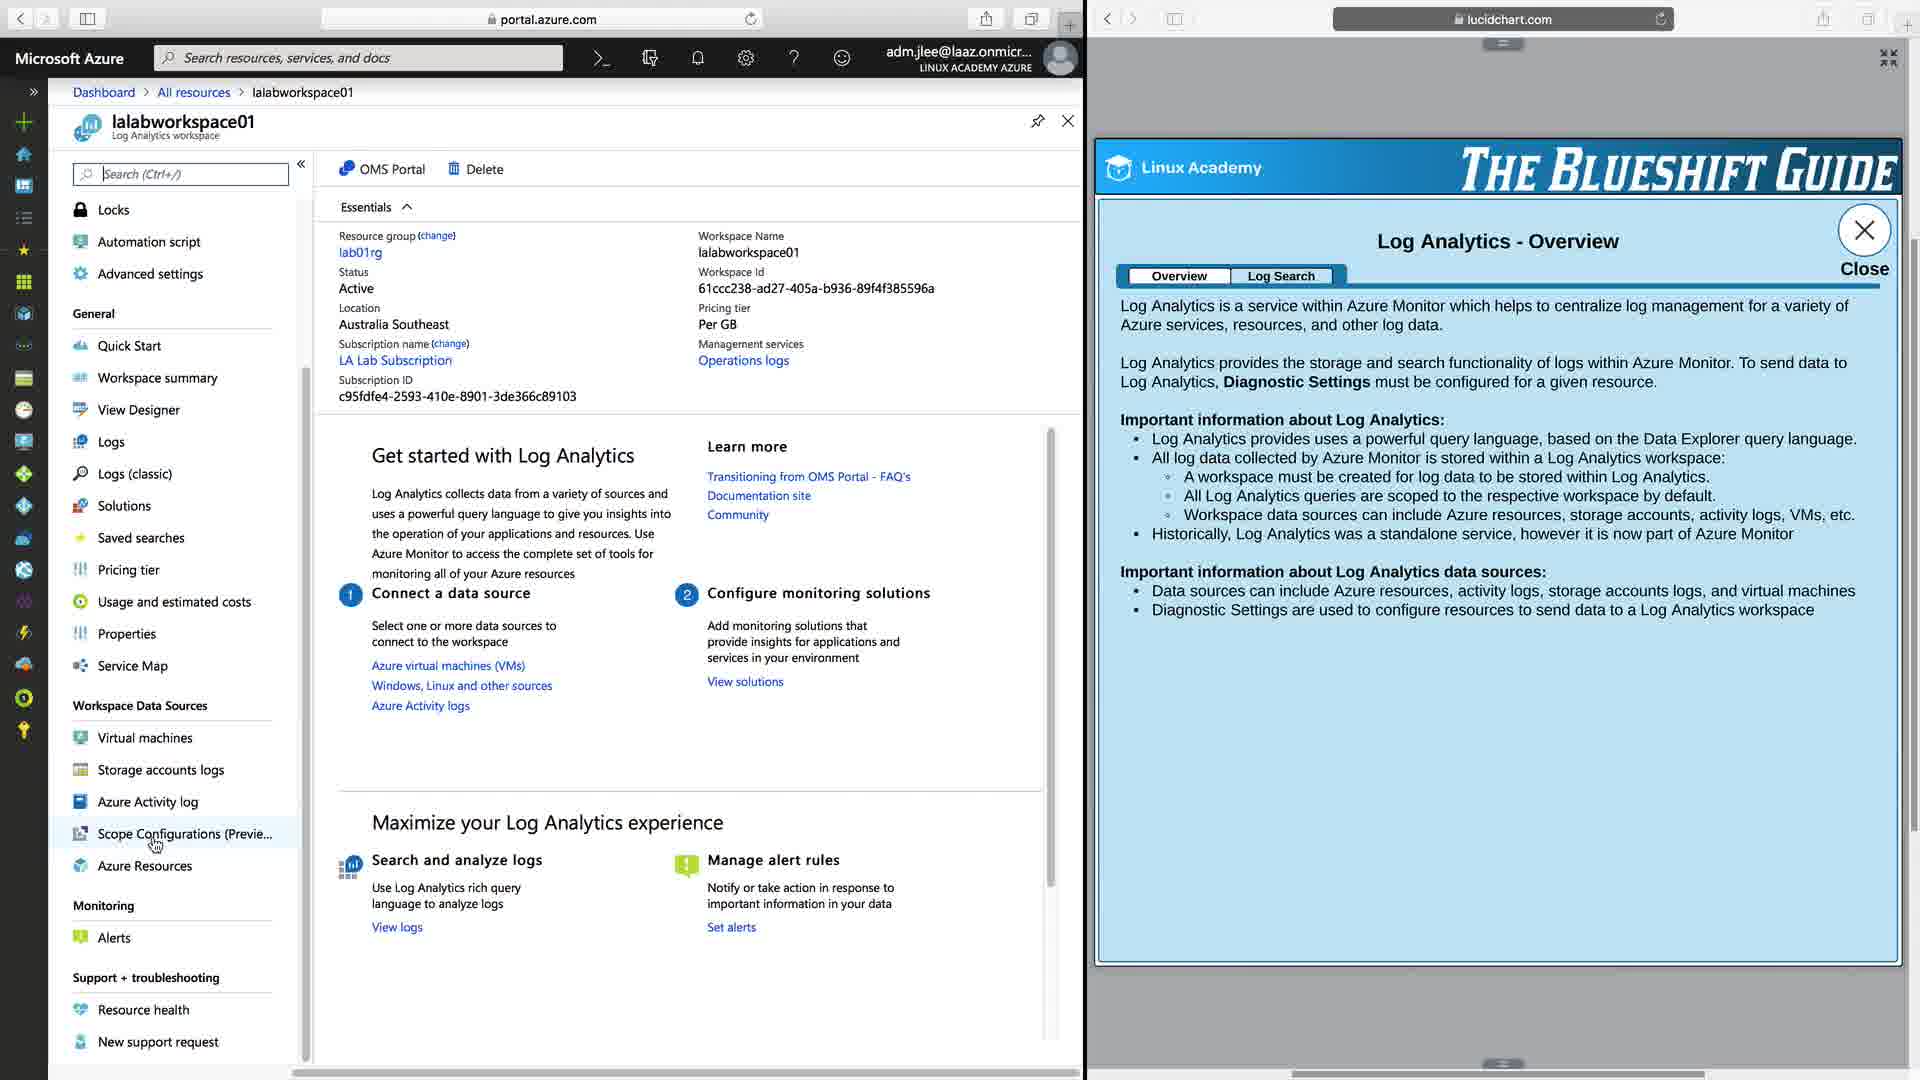 portal.azure.com
Microsoft Azure
Search resources, services, and docs
adm.jlee@laaz.onmicr...
LINUX ACADEMY AZURE
Dashboard > All resources > lalabworkspace01
lalabworkspace01
Log Analytics workspace
Search (Ctrl+/)
Locks
Automation script
Advanced settings
General
Quick Start
Workspace summary
View Designer
Logs
Logs (classic)
Solutions
Saved searches
Pricing tier
Usage and estimated costs
Properties
Service Map
Workspace Data Sources
Virtual machines
Storage accounts logs
Azure Activity log
Scope Configurations (Previe...
Azure Resources
Monitoring
Alerts
Support + troubleshooting
Resource health
New support request
OMS Portal
Delete
Essentials
Resource group (change)
lab01rg
Status
Active
Location
Australia Southeast
Subscription name (change)
LA Lab Subscription
Subscription ID
c95fdfe4-2593-410e-8901-3de366c89103
Workspace Name
lalabworkspace01
Workspace Id
61ccc238-ad27-405a-b936-89f4f385596a
Pricing tier
Per GB
Management services
Operations logs
Get started with Log Analytics
Log Analytics collects data from a variety of sources and
uses a powerful query language to give you insights into
the operation of your applications and resources. Use
Azure Monitor to access the complete set of tools for
monitoring all of your Azure resources
Learn more
Transitioning from OMS Portal - FAQ's
Documentation site
Community
1
Connect a data source
Select one or more data sources to
connect to the workspace
Azure virtual machines (VMs)
Windows, Linux and other sources
Azure Activity logs
2
Configure monitoring solutions
Add monitoring solutions that
provide insights for applications and
services in your environment
View solutions
Maximize your Log Analytics experience
Search and analyze logs
Use Log Analytics rich query
language to analyze logs
View logs
Manage alert rules
Notify or take action in response to
important information in your data
Set alerts
lucidchart.com
Linux Academy
THE BLUESHIFT GUIDE
Log Analytics - Overview
Close
Overview
Log Search
Log Analytics is a service within Azure Monitor which helps to centralize log management for a variety of
Azure services, resources, and other log data.
Log Analytics provides the storage and search functionality of logs within Azure Monitor. To send data to
Log Analytics, Diagnostic Settings must be configured for a given resource.
Important information about Log Analytics:
• Log Analytics provides uses a powerful query language, based on the Data Explorer query language.
• All log data collected by Azure Monitor is stored within a Log Analytics workspace:
◦ A workspace must be created for log data to be stored within Log Analytics.
◦ All Log Analytics queries are scoped to the respective workspace by default.
◦ Workspace data sources can include Azure resources, storage accounts, activity logs, VMs, etc.
• Historically, Log Analytics was a standalone service, however it is now part of Azure Monitor
Important information about Log Analytics data sources:
• Data sources can include Azure resources, activity logs, storage accounts logs, and virtual machines
• Diagnostic Settings are used to configure resources to send data to a Log Analytics workspace